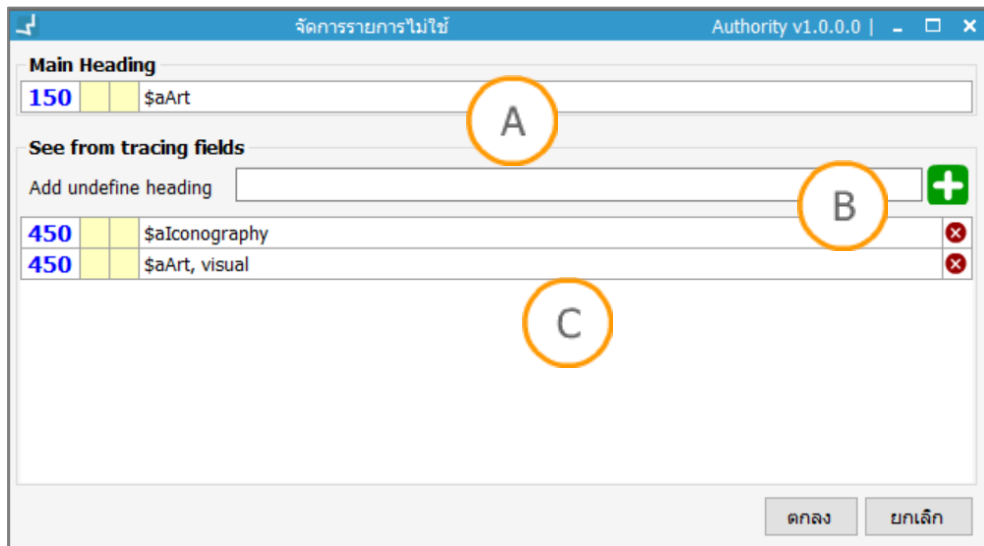 จัดการรายการไม่ใช้ Authority v1.0.0.0 |
Main Heading
150 $aArt
A
See from tracing fields
Add undefine heading
B
450 $aIconography
450 $aArt, visual
C
ตกลง ยกเลิก